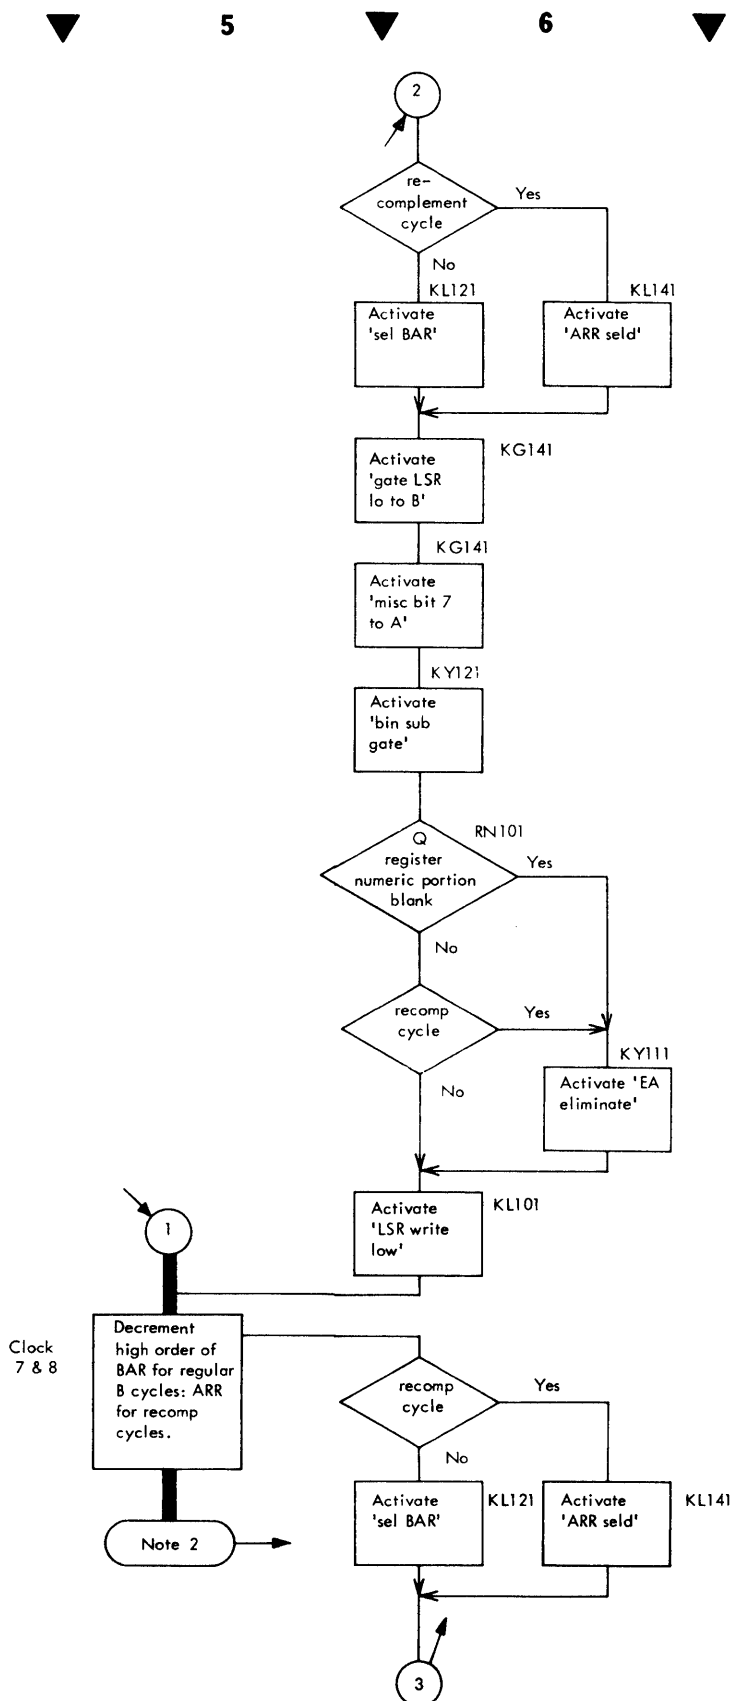 5
6
2
re-
complement
cycle
Yes
No
KL121
KL141
Activate
'sel BAR'
Activate
'ARR seld'
KG141
Activate
'gate LSR
lo to B'
KG141
Activate
'misc bit 7
to A'
KY121
Activate
'bin sub
gate'
RN101
Q
register
numeric portion
blank
Yes
No
recomp
cycle
Yes
No
KY111
Activate 'EA
eliminate'
KL101
Activate
'LSR write
low'
1
Clock
7 & 8
Decrement
high order of
BAR for regular
B cycles: ARR
for recomp
cycles.
recomp
cycle
Yes
No
Activate
'sel BAR'
KL121
Activate
'ARR seld'
KL141
Note 2
3